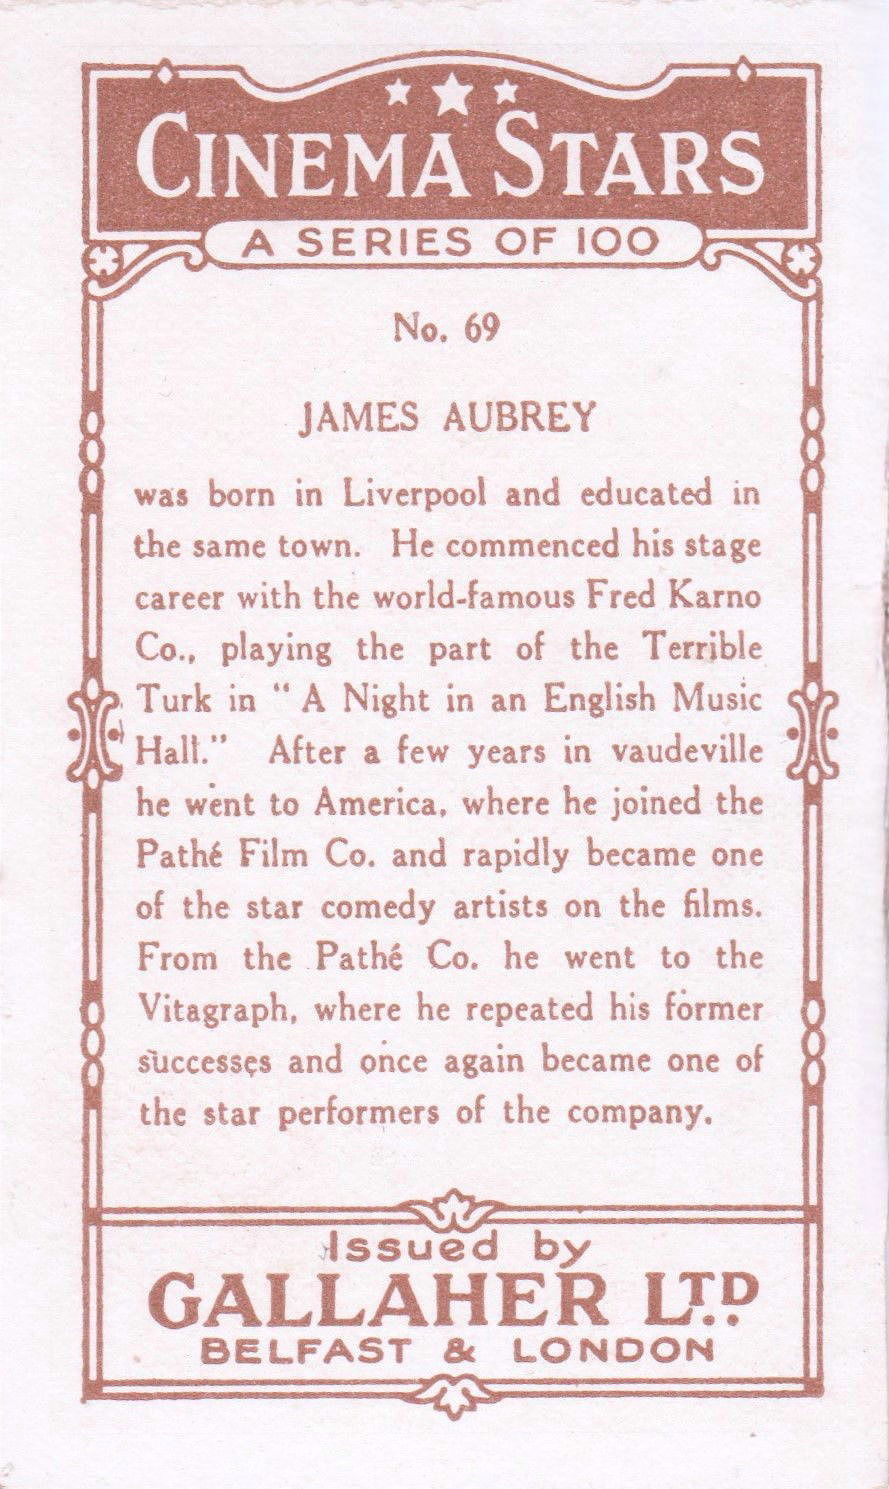 CINEMA STARS
A SERIES OF 100
No. 69
JAMES AUBREY
was born in Liverpool and educated in
the same town. He commenced his stage
career with the world-famous Fred Karno
Co., playing the part of the Terrible
Turk in “ A Night in an English Music
Hall.” After a few years in vaudeville
he went to America, where he joined the
Pathé Film Co. and rapidly became one
of the star comedy artists on the films.
From the Pathé Co. he went to the
Vitagraph, where he repeated his former
successes and once again became one of
the star performers of the company.
Issued by
GALLAHER LTD.
BELFAST & LONDON